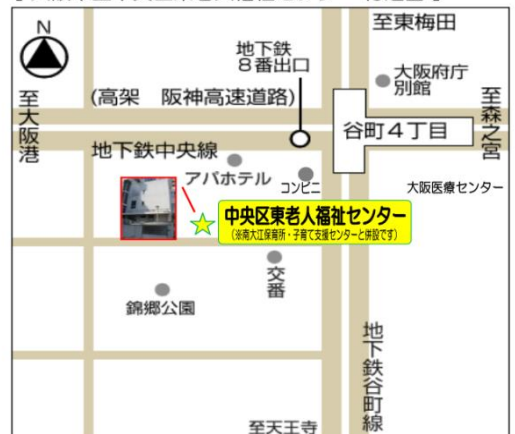 至東梅田
N
地下鉄
8番出口
大阪府庁
別館
至大阪港
(高架 阪神高速道路)
谷町4丁目
至森之宮
地下鉄中央線
アパホテル
コンビニ
大阪医療センター
中央区東老人福祉センター
(※南大江保育所・子育て支援センターと併設です)
交番
錦郷公園
地下鉄谷町線
至天王寺